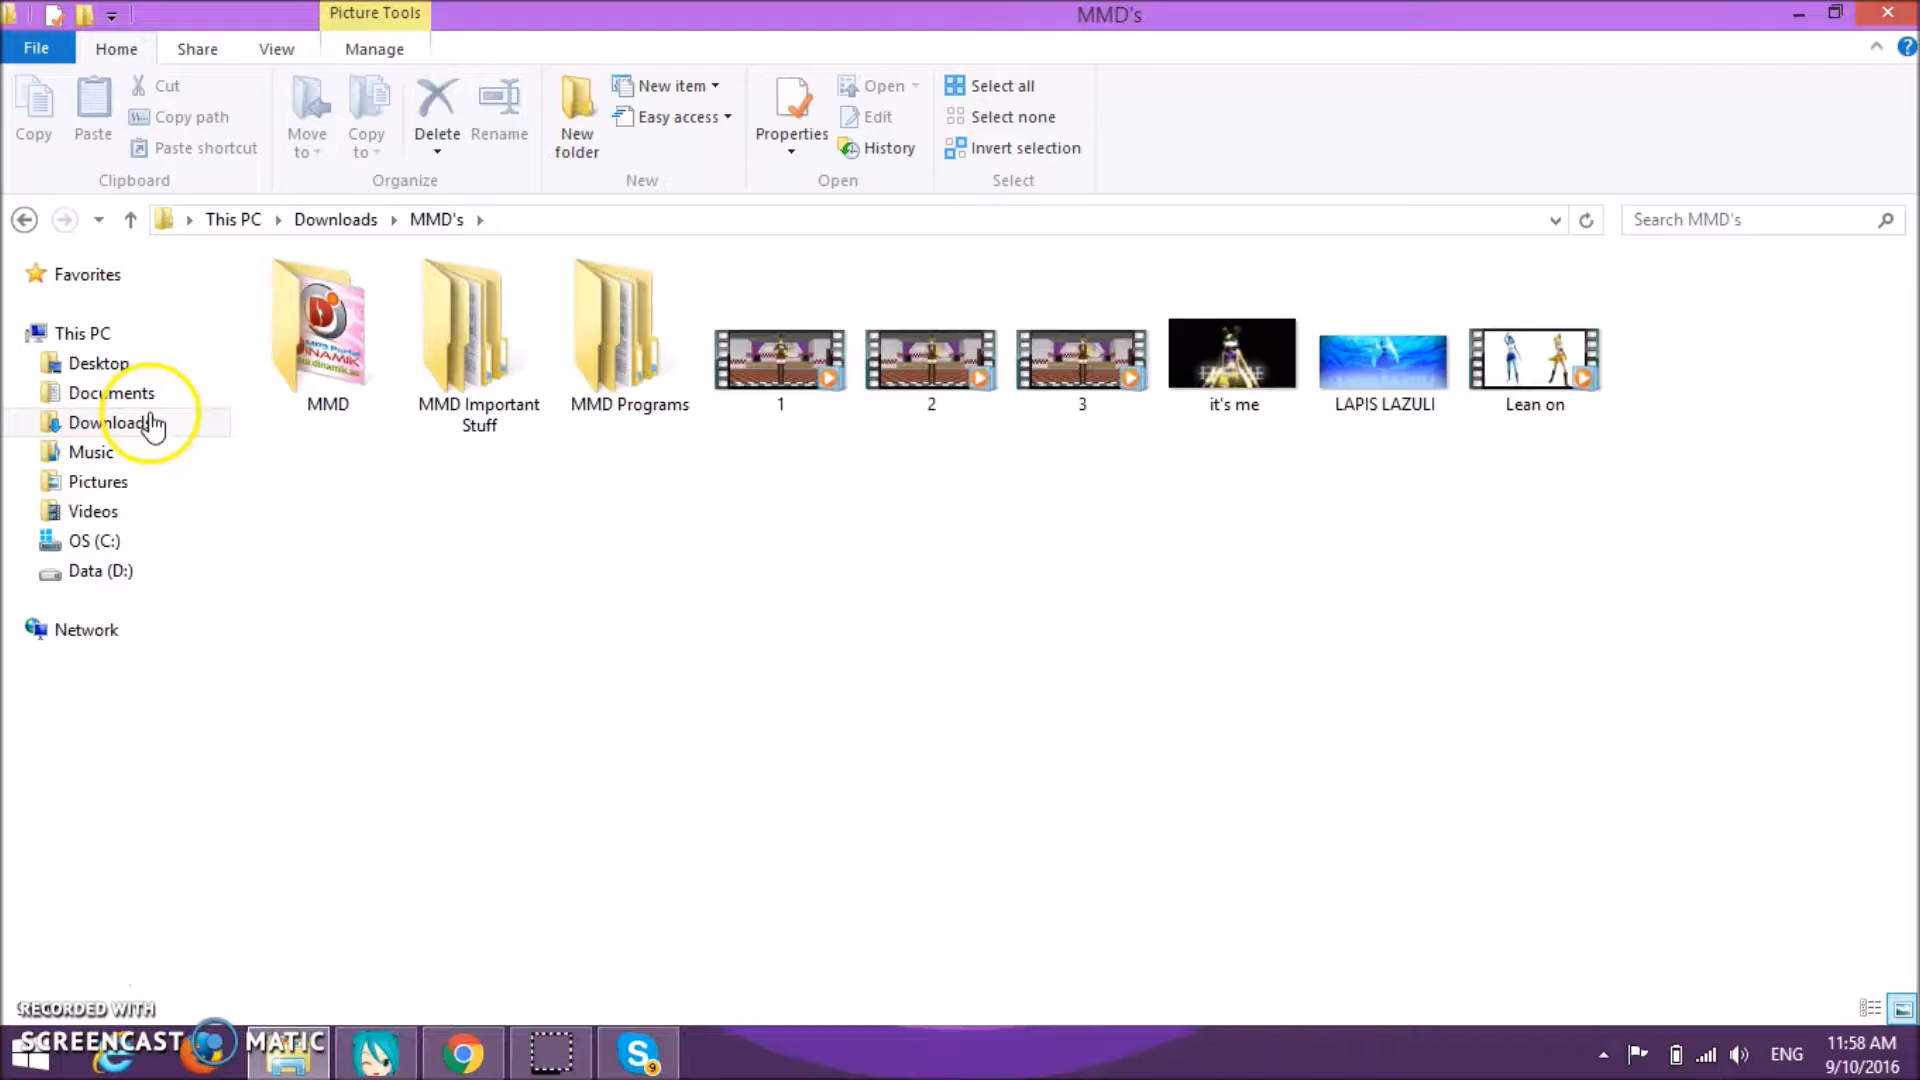 Picture Tools
MMD's
File
Home
Share
View
Manage
Copy
Paste
Cut
Copy path
Paste shortcut
Clipboard
Move to
Copy to
Delete
Rename
Organize
New folder
New item
Easy access
New
Properties
Open
Edit
History
Open
Select all
Select none
Invert selection
Select
This PC
Downloads
MMD's
Search MMD's
Favorites
This PC
Desktop
Documents
Downloads
Music
Pictures
Videos
OS (C:)
Data (D:)
Network
MMD
MMD Important
Stuff
MMD Programs
1
2
3
it's me
LAPIS LAZULI
Lean on
RECORDED WITH
SCREENCAST MATIC
9
ENG
11:58 AM
9/10/2016